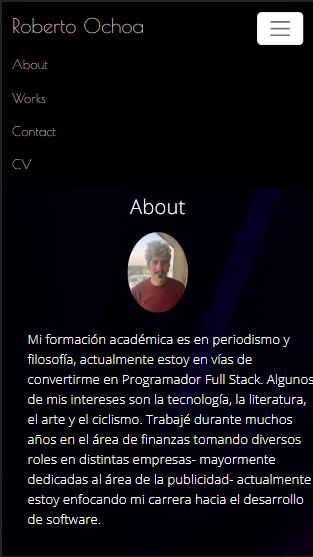 Roberto Ochoa
About
Works
Contact
CV
About
Mi formación académica es en periodismo y
filosofía, actualmente estoy en vías de
convertirme en Programador Full Stack. Algunos
de mis intereses son la tecnología, la literatura,
el arte y el ciclismo. Trabajé durante muchos
años en el área de finanzas tomando diversos
roles en distintas empresas- mayormente
dedicadas al área de la publicidad- actualmente
estoy enfocando mi carrera hacia el desarrollo
de software.